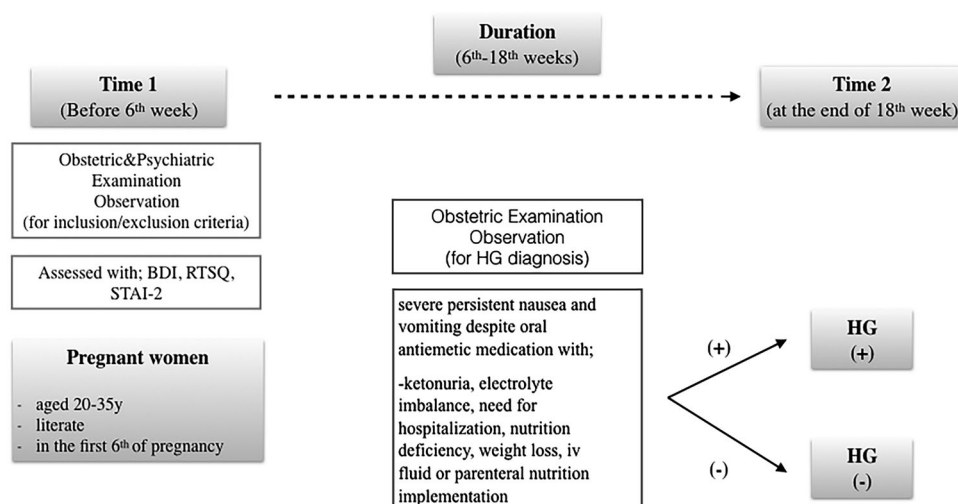 Duration
(6th-18th weeks)
Time 1
(Before 6th week)
Time 2
(at the end of 18th week)
Obstetric&Psychiatric
Examination
Observation
(for inclusion/exclusion criteria)
Assessed with; BDI, RTSQ,
STAI-2
Pregnant women
- aged 20-35y
- literate
- in the first 6th of pregnancy
Obstetric Examination
Observation
(for HG diagnosis)
severe persistent nausea and
vomiting despite oral
antiemetic medication with;
-ketonuria, electrolyte
imbalance, need for
hospitalization, nutrition
deficiency, weight loss, iv
fluid or parenteral nutrition
implementation
(+)
HG
(+)
(-)
HG
(-)